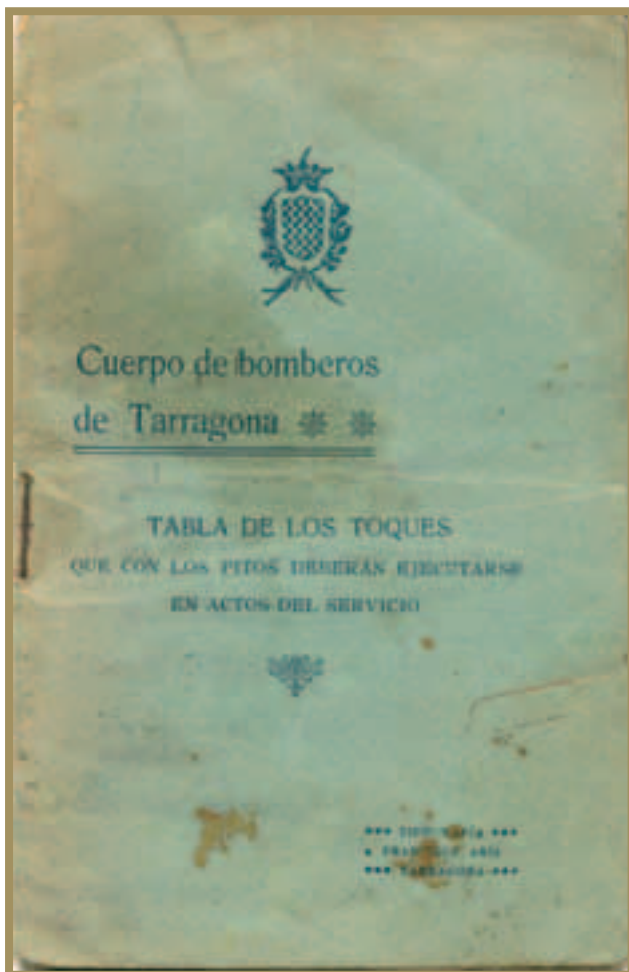 Cuerpo de bomberos
de Tarragona
TABLA DE LOS TOQUES
QUE CON LOS PITOS DEBERÁN EJECUTARSE
EN ACTOS DEL SERVICIO
TARRAGONA